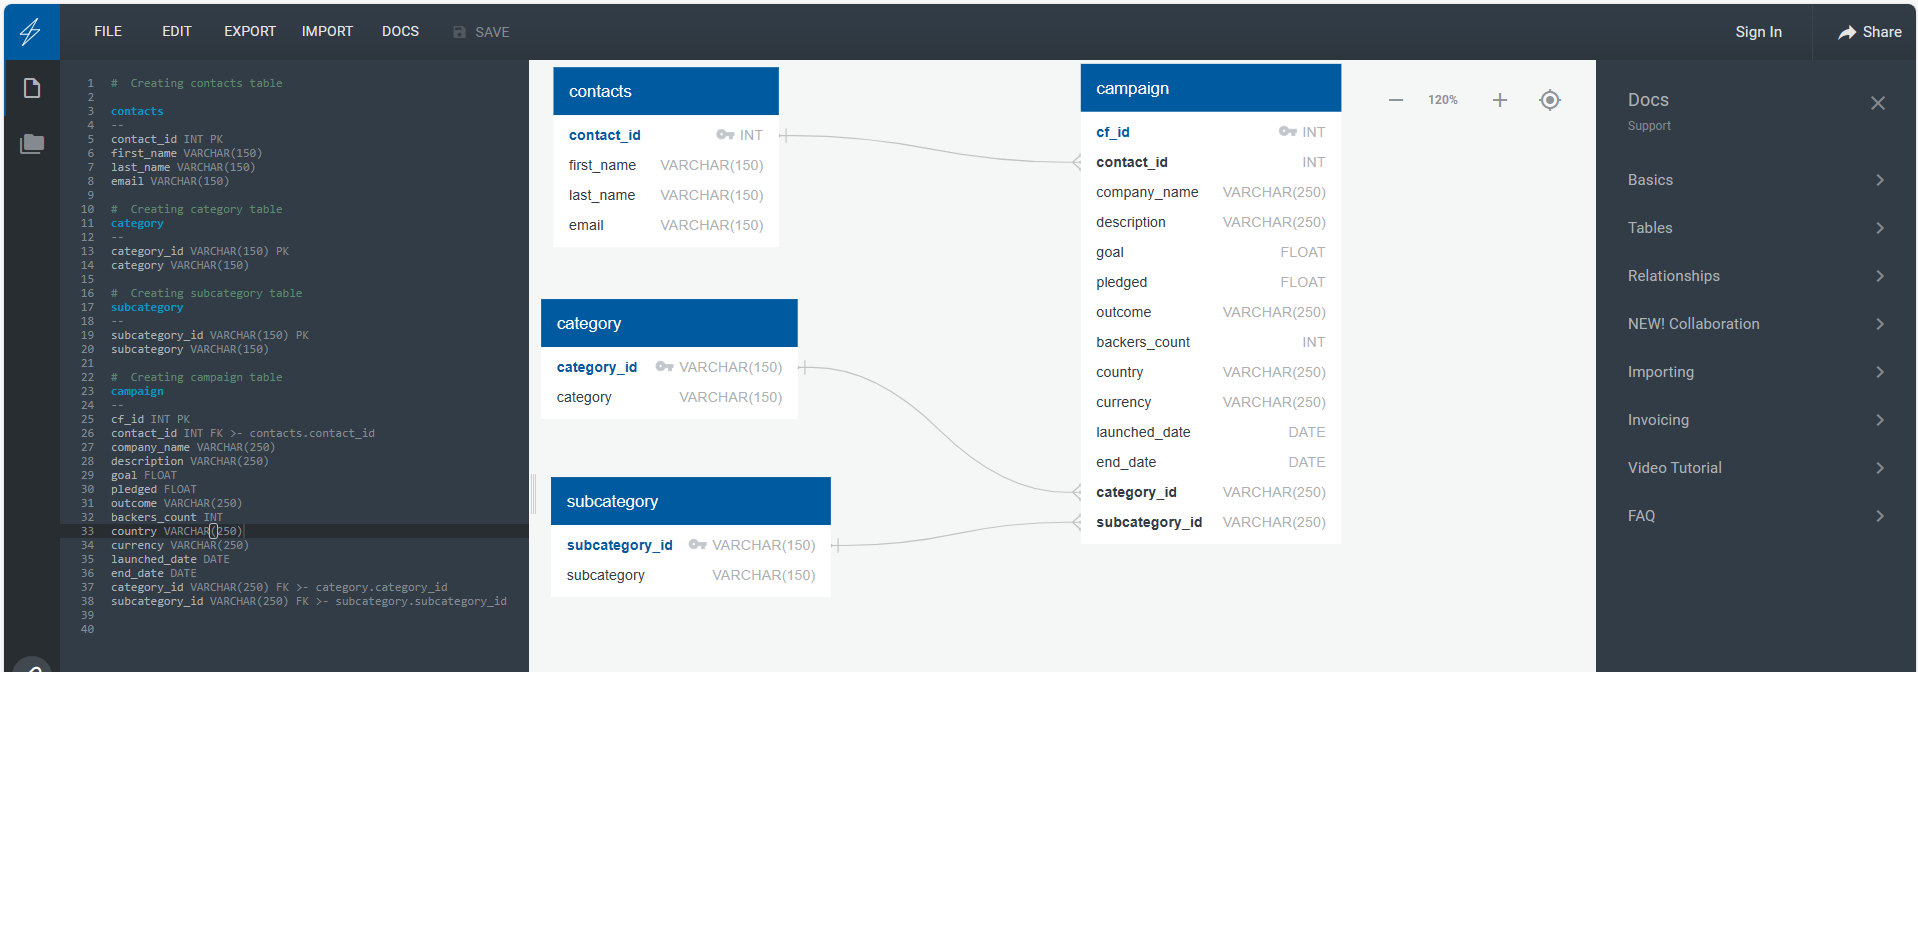 FILE EDIT EXPORT IMPORT DOCS SAVE Sign In Share
1 # Creating contacts table
2
3 contacts
4 --
5 contact_id INT PK
6 first_name VARCHAR(150)
7 last_name VARCHAR(150)
8 email VARCHAR(150)
9
10 # Creating category table
11 category
12 --
13 category_id VARCHAR(150) PK
14 category VARCHAR(150)
15
16 # Creating subcategory table
17 subcategory
18 --
19 subcategory_id VARCHAR(150) PK
20 subcategory VARCHAR(150)
21
22 # Creating campaign table
23 campaign
24 --
25 cf_id INT PK
26 contact_id INT FK >- contacts.contact_id
27 company_name VARCHAR(250)
28 description VARCHAR(250)
29 goal FLOAT
30 pledged FLOAT
31 outcome VARCHAR(250)
32 backers_count INT
33 country VARCHAR(250)
34 currency VARCHAR(250)
35 launched_date DATE
36 end_date DATE
37 category_id VARCHAR(250) FK >- category.category_id
38 subcategory_id VARCHAR(250) FK >- subcategory.subcategory_id
39
40
contacts
contact_id INT
first_name VARCHAR(150)
last_name VARCHAR(150)
email VARCHAR(150)
category
category_id VARCHAR(150)
category VARCHAR(150)
subcategory
subcategory_id VARCHAR(150)
subcategory VARCHAR(150)
campaign
cf_id INT
contact_id INT
company_name VARCHAR(250)
description VARCHAR(250)
goal FLOAT
pledged FLOAT
outcome VARCHAR(250)
backers_count INT
country VARCHAR(250)
currency VARCHAR(250)
launched_date DATE
end_date DATE
category_id VARCHAR(250)
subcategory_id VARCHAR(250)
120%
Docs
Support
Basics
Tables
Relationships
NEW! Collaboration
Importing
Invoicing
Video Tutorial
FAQ